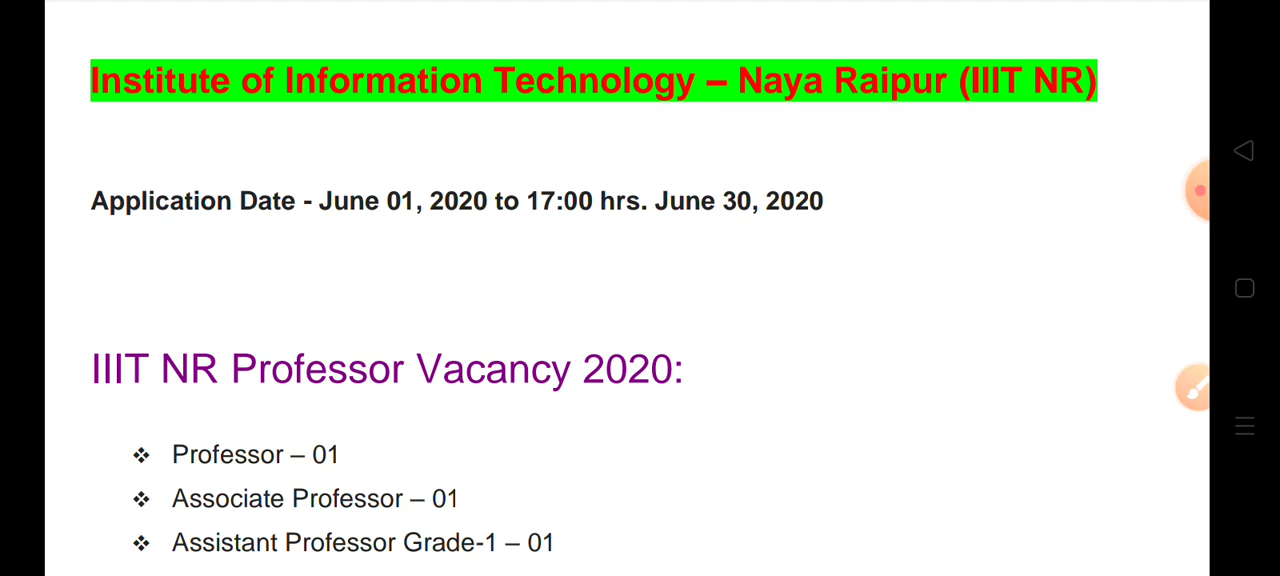 Institute of Information Technology – Naya Raipur (IIIT NR)
Application Date - June 01, 2020 to 17:00 hrs. June 30, 2020
IIIT NR Professor Vacancy 2020:
❖ Professor – 01
❖ Associate Professor – 01
❖ Assistant Professor Grade-1 – 01